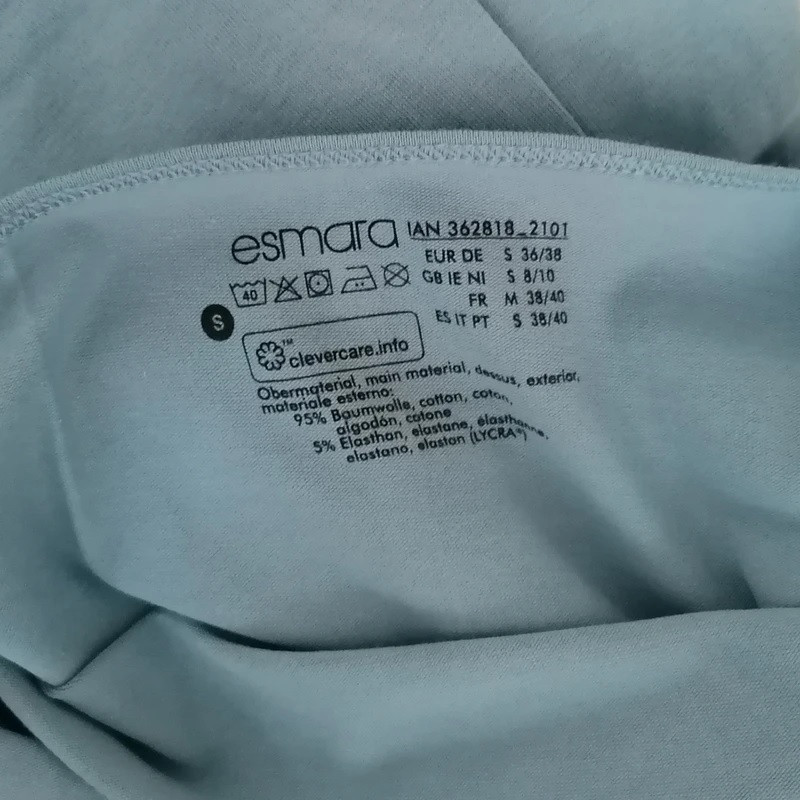 esmara
IAN 362818_2101
EUR DE S 36/38
GB IE NI S 8/10
FR M 38/40
ES IT PT S 38/40
40
S
clevercare.info
TM
Obermaterial, main material, dessus, exterior,
materiale esterno:
95% Baumwolle, cotton, coton,
algodón, cotone
5% Elasthan, elastane, élasthanne,
elastano, elastan (LYCRA®)